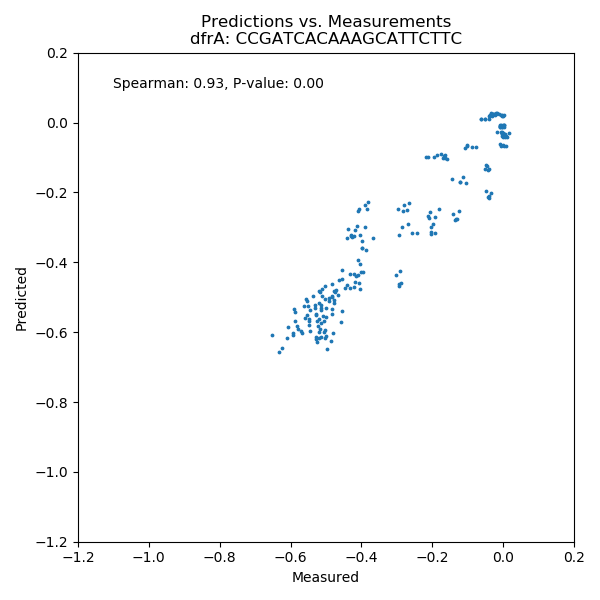 Predictions vs. Measurements
dfrA: CCGATCACAAAGCATTCTTC
Spearman: 0.93, P-value: 0.00
0.2
0.0
−0.2
−0.4
−0.6
−0.8
−1.0
−1.2
Predicted
−1.2 −1.0 −0.8 −0.6 −0.4 −0.2 0.0 0.2
Measured